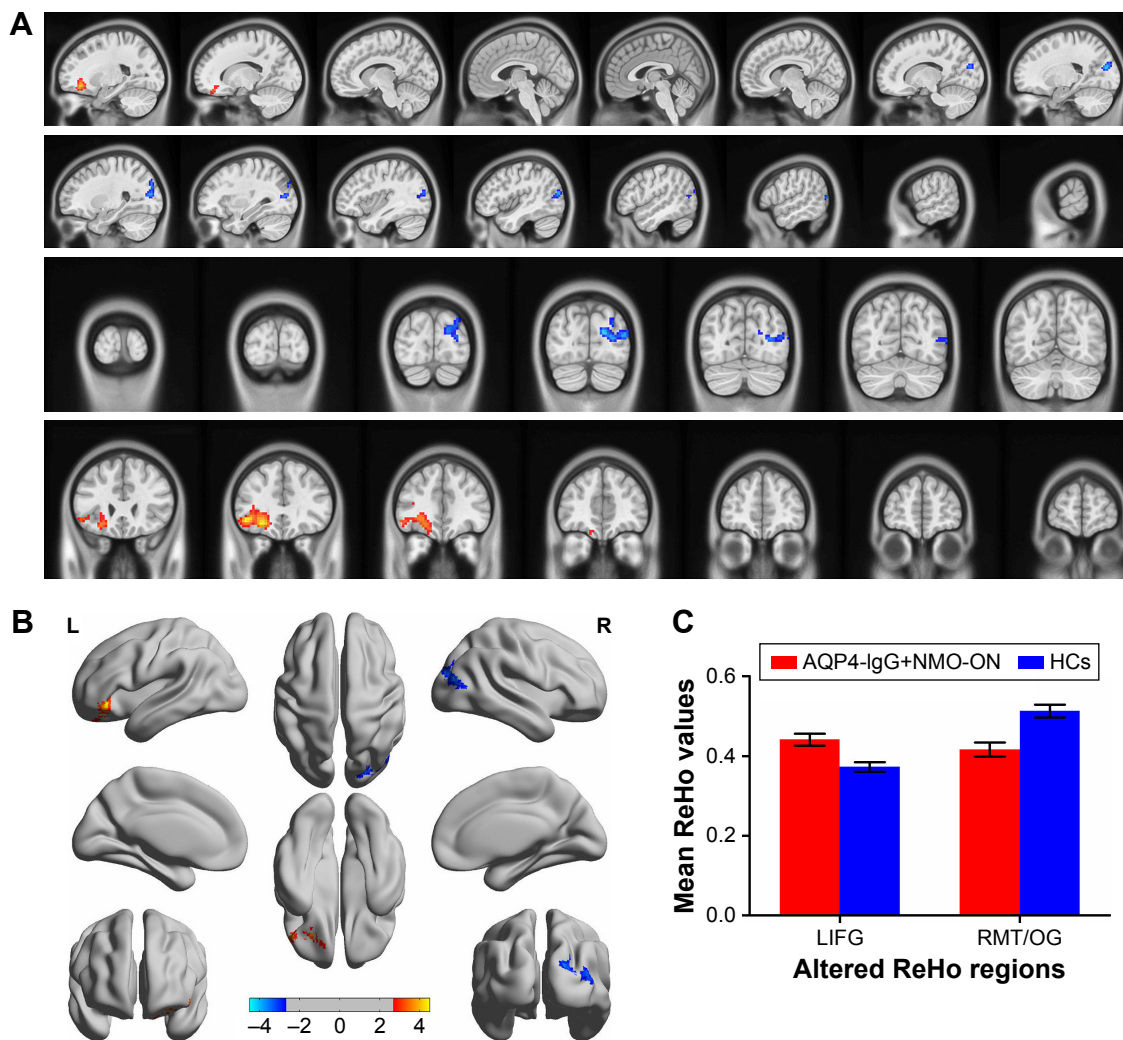 A
B
L
R
−4 −2 0 2 4
C
AQP4-IgG+NMO-ON HCs
Mean ReHo values
0.6
0.4
0.2
0.0
LIFG RMT/OG
Altered ReHo regions